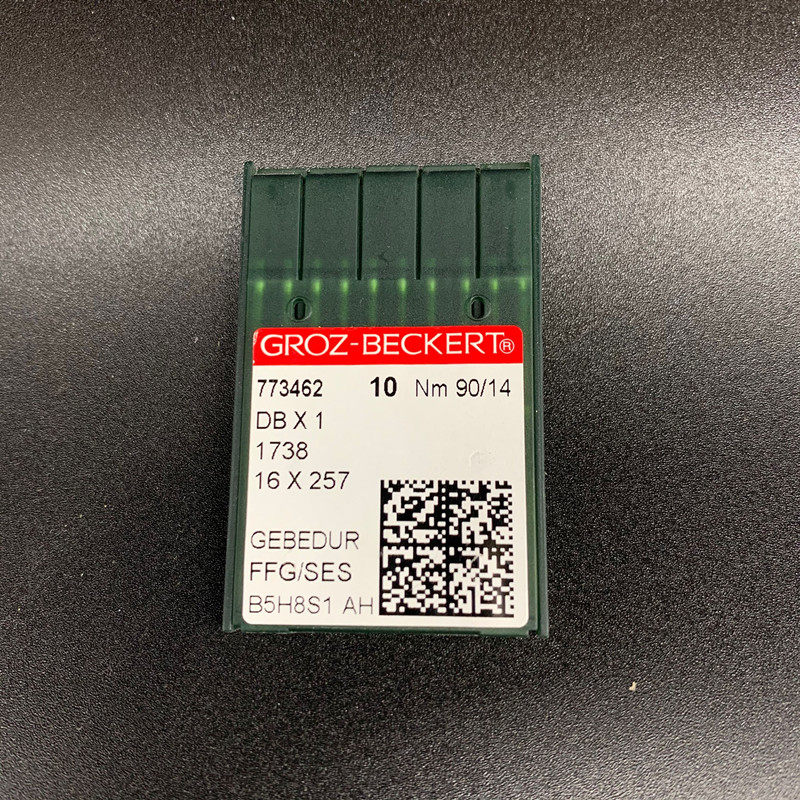 GROZ-BECKERT®
773462 10 Nm 90/14
DB X 1
1738
16 X 257
GEBEDUR
FFG/SES
B5H8S1 AH